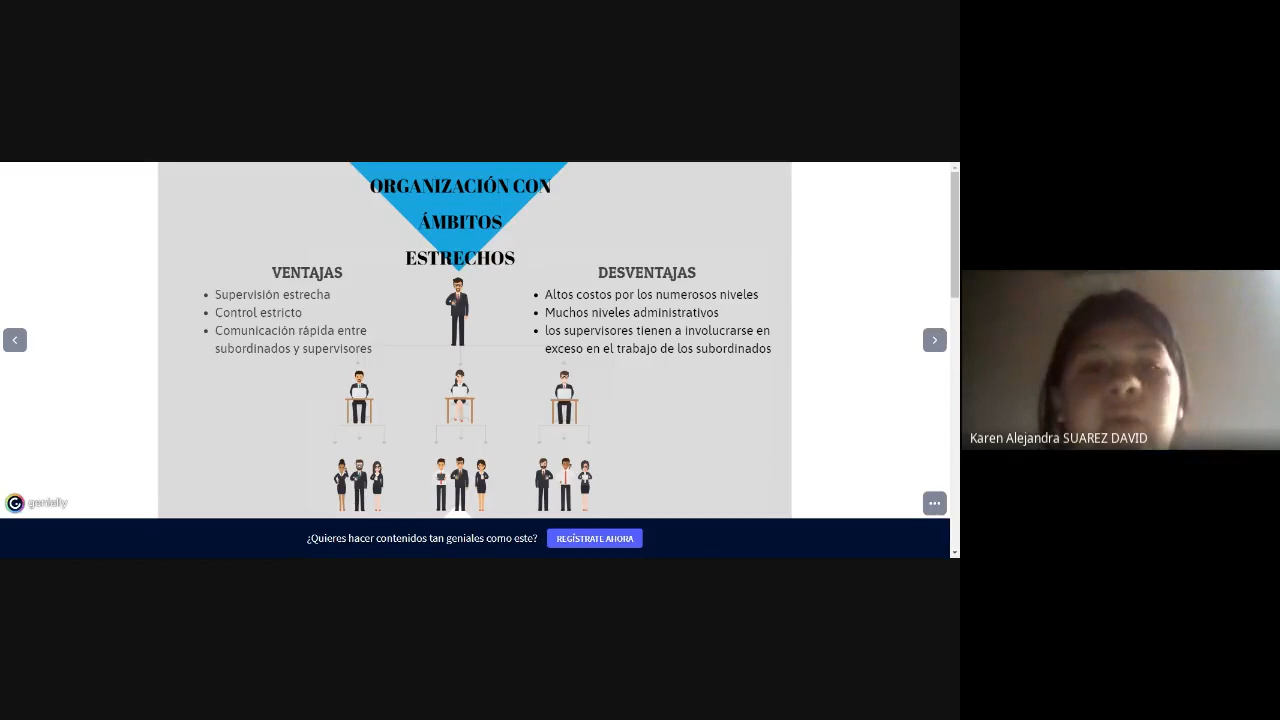 ORGANIZACIÓN CON
ÁMBITOS
ESTRECHOS
VENTAJAS
• Supervisión estrecha
• Control estricto
• Comunicación rápida entre
subordinados y supervisores
DESVENTAJAS
• Altos costos por los numerosos niveles
• Muchos niveles administrativos
• los supervisores tienen a involucrarse en
exceso en el trabajo de los subordinados
genially
¿Quieres hacer contenidos tan geniales como este?
REGÍSTRATE AHORA
Karen Alejandra SUAREZ DAVID